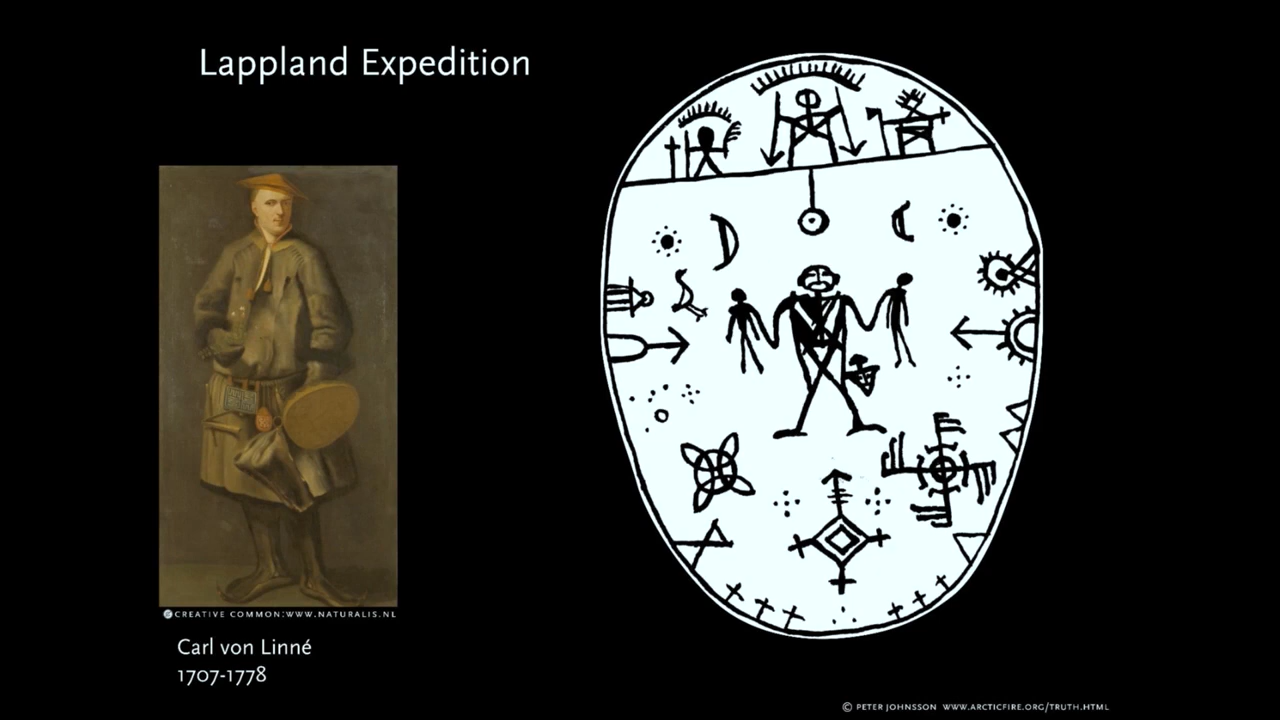 Lappland Expedition
CREATIVE COMMON:WWW.NATURALIS.NL
Carl von Linné
1707-1778
© PETER JOHNSSON WWW.ARCTICFIRE.ORG/TRUTH.HTML